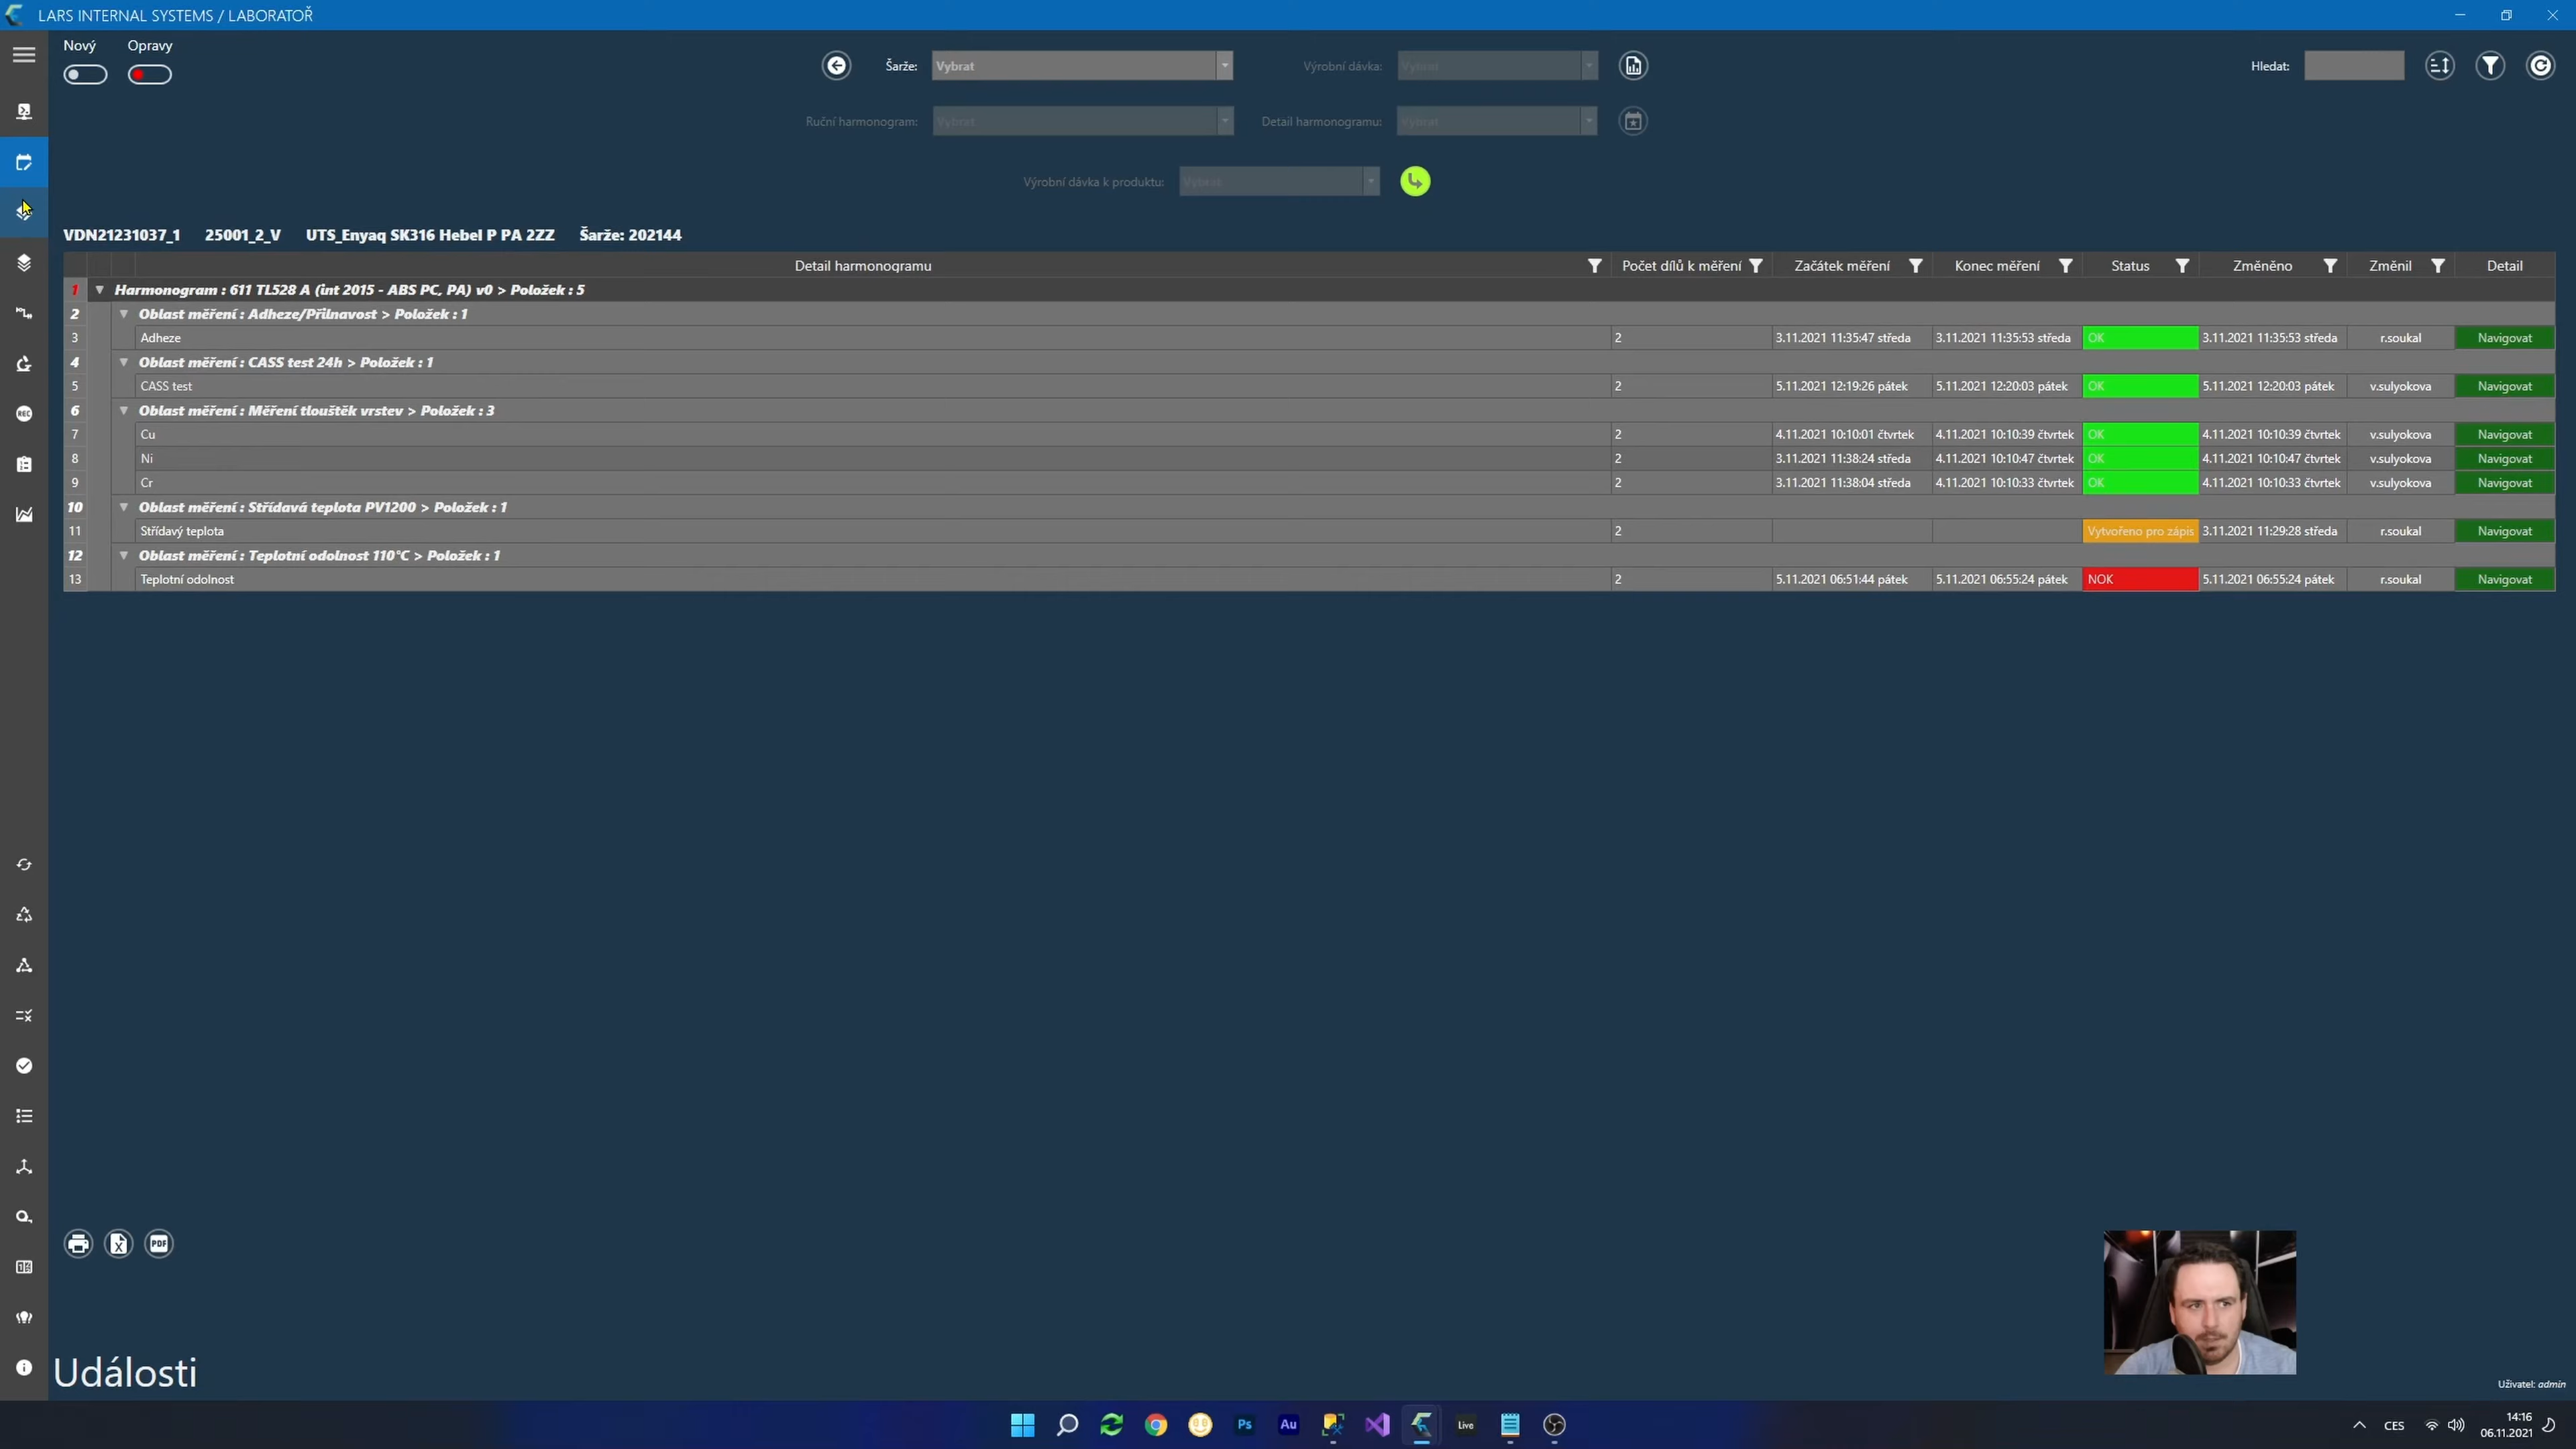 LARS INTERNAL SYSTEMS / LABORATOŘ
Nový Opravy
Šarže: Vybrat Výrobní dávka: Vybrat Hledat:
Ruční harmonogram: Vybrat Detail harmonogramu: Vybrat
Výrobní dávka k produktu: Vybrat
VDN21231037_1 25001_2_V UTS_Enyaq SK316 Hebel P PA 2ZZ Šarže: 202144
Detail harmonogramu Počet dílů k měření Začátek měření Konec měření Status Změněno Změnil Detail
1 Harmonogram : 611 TL528 A (int 2015 - ABS PC, PA) v0 > Položek : 5
2 Oblast měření : Adheze/Přilnavost > Položek : 1
3 Adheze 2 3.11.2021 11:35:47 středa 3.11.2021 11:35:53 středa OK 3.11.2021 11:35:53 středa r.soukal Navigovat
4 Oblast měření : CASS test 24h > Položek : 1
5 CASS test 2 5.11.2021 12:19:26 pátek 5.11.2021 12:20:03 pátek OK 5.11.2021 12:20:03 pátek v.sulyokova Navigovat
6 Oblast měření : Měření tlouštěk vrstev > Položek : 3
7 Cu 2 4.11.2021 10:10:01 čtvrtek 4.11.2021 10:10:39 čtvrtek OK 4.11.2021 10:10:39 čtvrtek v.sulyokova Navigovat
8 Ni 2 3.11.2021 11:38:24 středa 4.11.2021 10:10:47 čtvrtek OK 4.11.2021 10:10:47 čtvrtek v.sulyokova Navigovat
9 Cr 2 3.11.2021 11:38:04 středa 4.11.2021 10:10:33 čtvrtek OK 4.11.2021 10:10:33 čtvrtek v.sulyokova Navigovat
10 Oblast měření : Střídavá teplota PV1200 > Položek : 1
11 Střídavý teplota 2 Vytvořeno pro zápis 3.11.2021 11:29:28 středa r.soukal Navigovat
12 Oblast měření : Teplotní odolnost 110°C > Položek : 1
13 Teplotní odolnost 2 5.11.2021 06:51:44 pátek 5.11.2021 06:55:24 pátek NOK 5.11.2021 06:55:24 pátek r.soukal Navigovat
REC
X PDF
Události
Uživatel: admin
Ps Au Live CES 14:16
06.11.2021